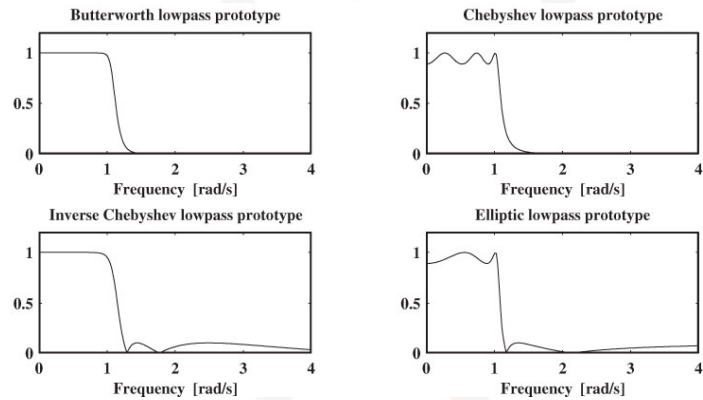 Butterworth lowpass prototype
1
0.5
0
0 1 2 3 4
Frequency [rad/s]
Chebyshev lowpass prototype
1
0.5
0
0 1 2 3 4
Frequency [rad/s]
Inverse Chebyshev lowpass prototype
1
0.5
0
0 1 2 3 4
Frequency [rad/s]
Elliptic lowpass prototype
1
0.5
0
0 1 2 3 4
Frequency [rad/s]